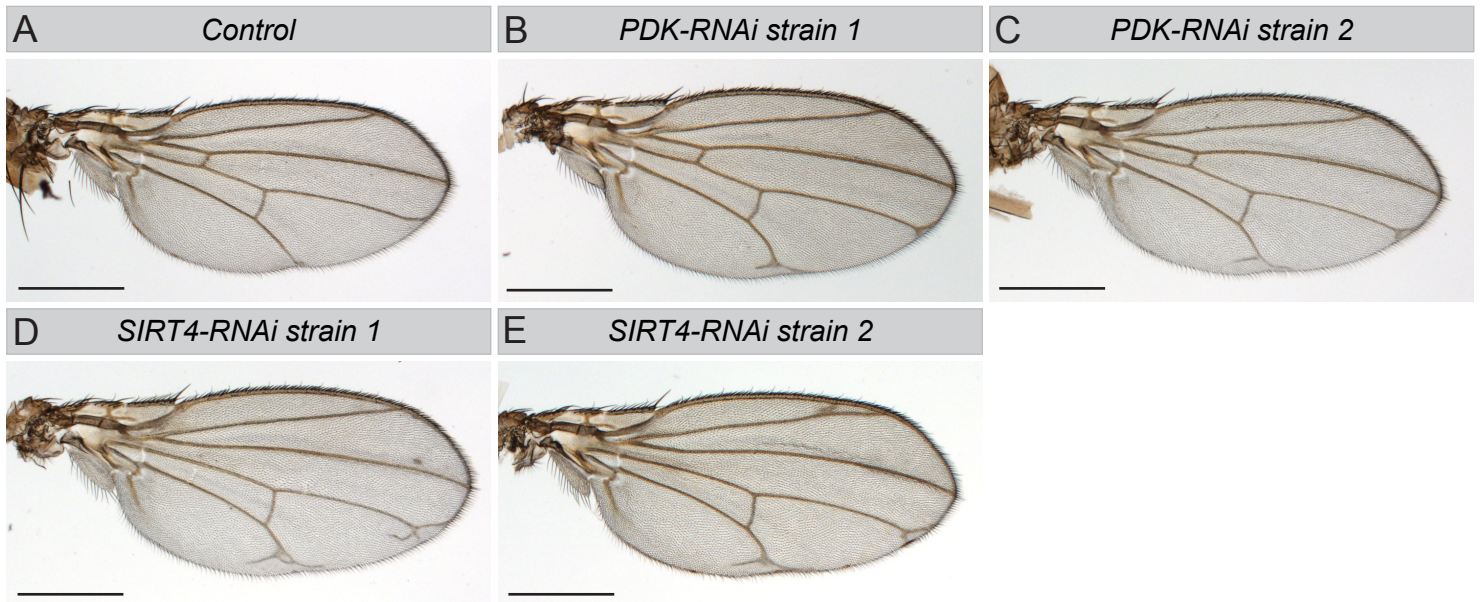 A Control
B PDK-RNAi strain 1
C PDK-RNAi strain 2
D SIRT4-RNAi strain 1
E SIRT4-RNAi strain 2